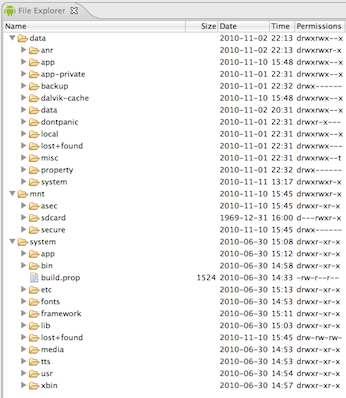 File Explorer
Name Size Date Time Permissions
data 2010-11-02 22:13 drwxrwx--x
anr 2010-11-02 22:13 drwxrwxr-x
app 2010-11-10 15:48 drwxrwx--x
app-private 2010-11-01 22:31 drwxrwx--x
backup 2010-11-01 22:32 drwx------
dalvik-cache 2010-11-10 15:48 drwxrwx--x
data 2010-11-02 20:31 drwxrwx--x
dontpanic 2010-11-01 22:31 drwxr-x---
local 2010-11-01 22:31 drwxrwx--x
lost+found 2010-11-01 22:31 drwxrwx---
misc 2010-11-01 22:31 drwxrwx--t
property 2010-11-01 22:32 drwx------
system 2010-11-11 13:17 drwxrwxr-x
mnt 2010-11-10 15:45 drwxrwxr-x
asec 2010-11-10 15:45 drwxr-xr-x
sdcard 1969-12-31 16:00 d---rwxr-x
secure 2010-11-10 15:45 drwx------
system 2010-06-30 15:08 drwxr-xr-x
app 2010-06-30 15:12 drwxr-xr-x
bin 2010-06-30 14:58 drwxr-xr-x
build.prop 1524 2010-06-30 14:33 -rw-r--r--
etc 2010-06-30 15:13 drwxr-xr-x
fonts 2010-06-30 14:53 drwxr-xr-x
framework 2010-06-30 15:11 drwxr-xr-x
lib 2010-06-30 15:03 drwxr-xr-x
lost+found 2010-11-10 15:45 drw-rw-rw-
media 2010-06-30 14:53 drwxr-xr-x
tts 2010-06-30 14:53 drwxr-xr-x
usr 2010-06-30 14:54 drwxr-xr-x
xbin 2010-06-30 14:57 drwxr-xr-x